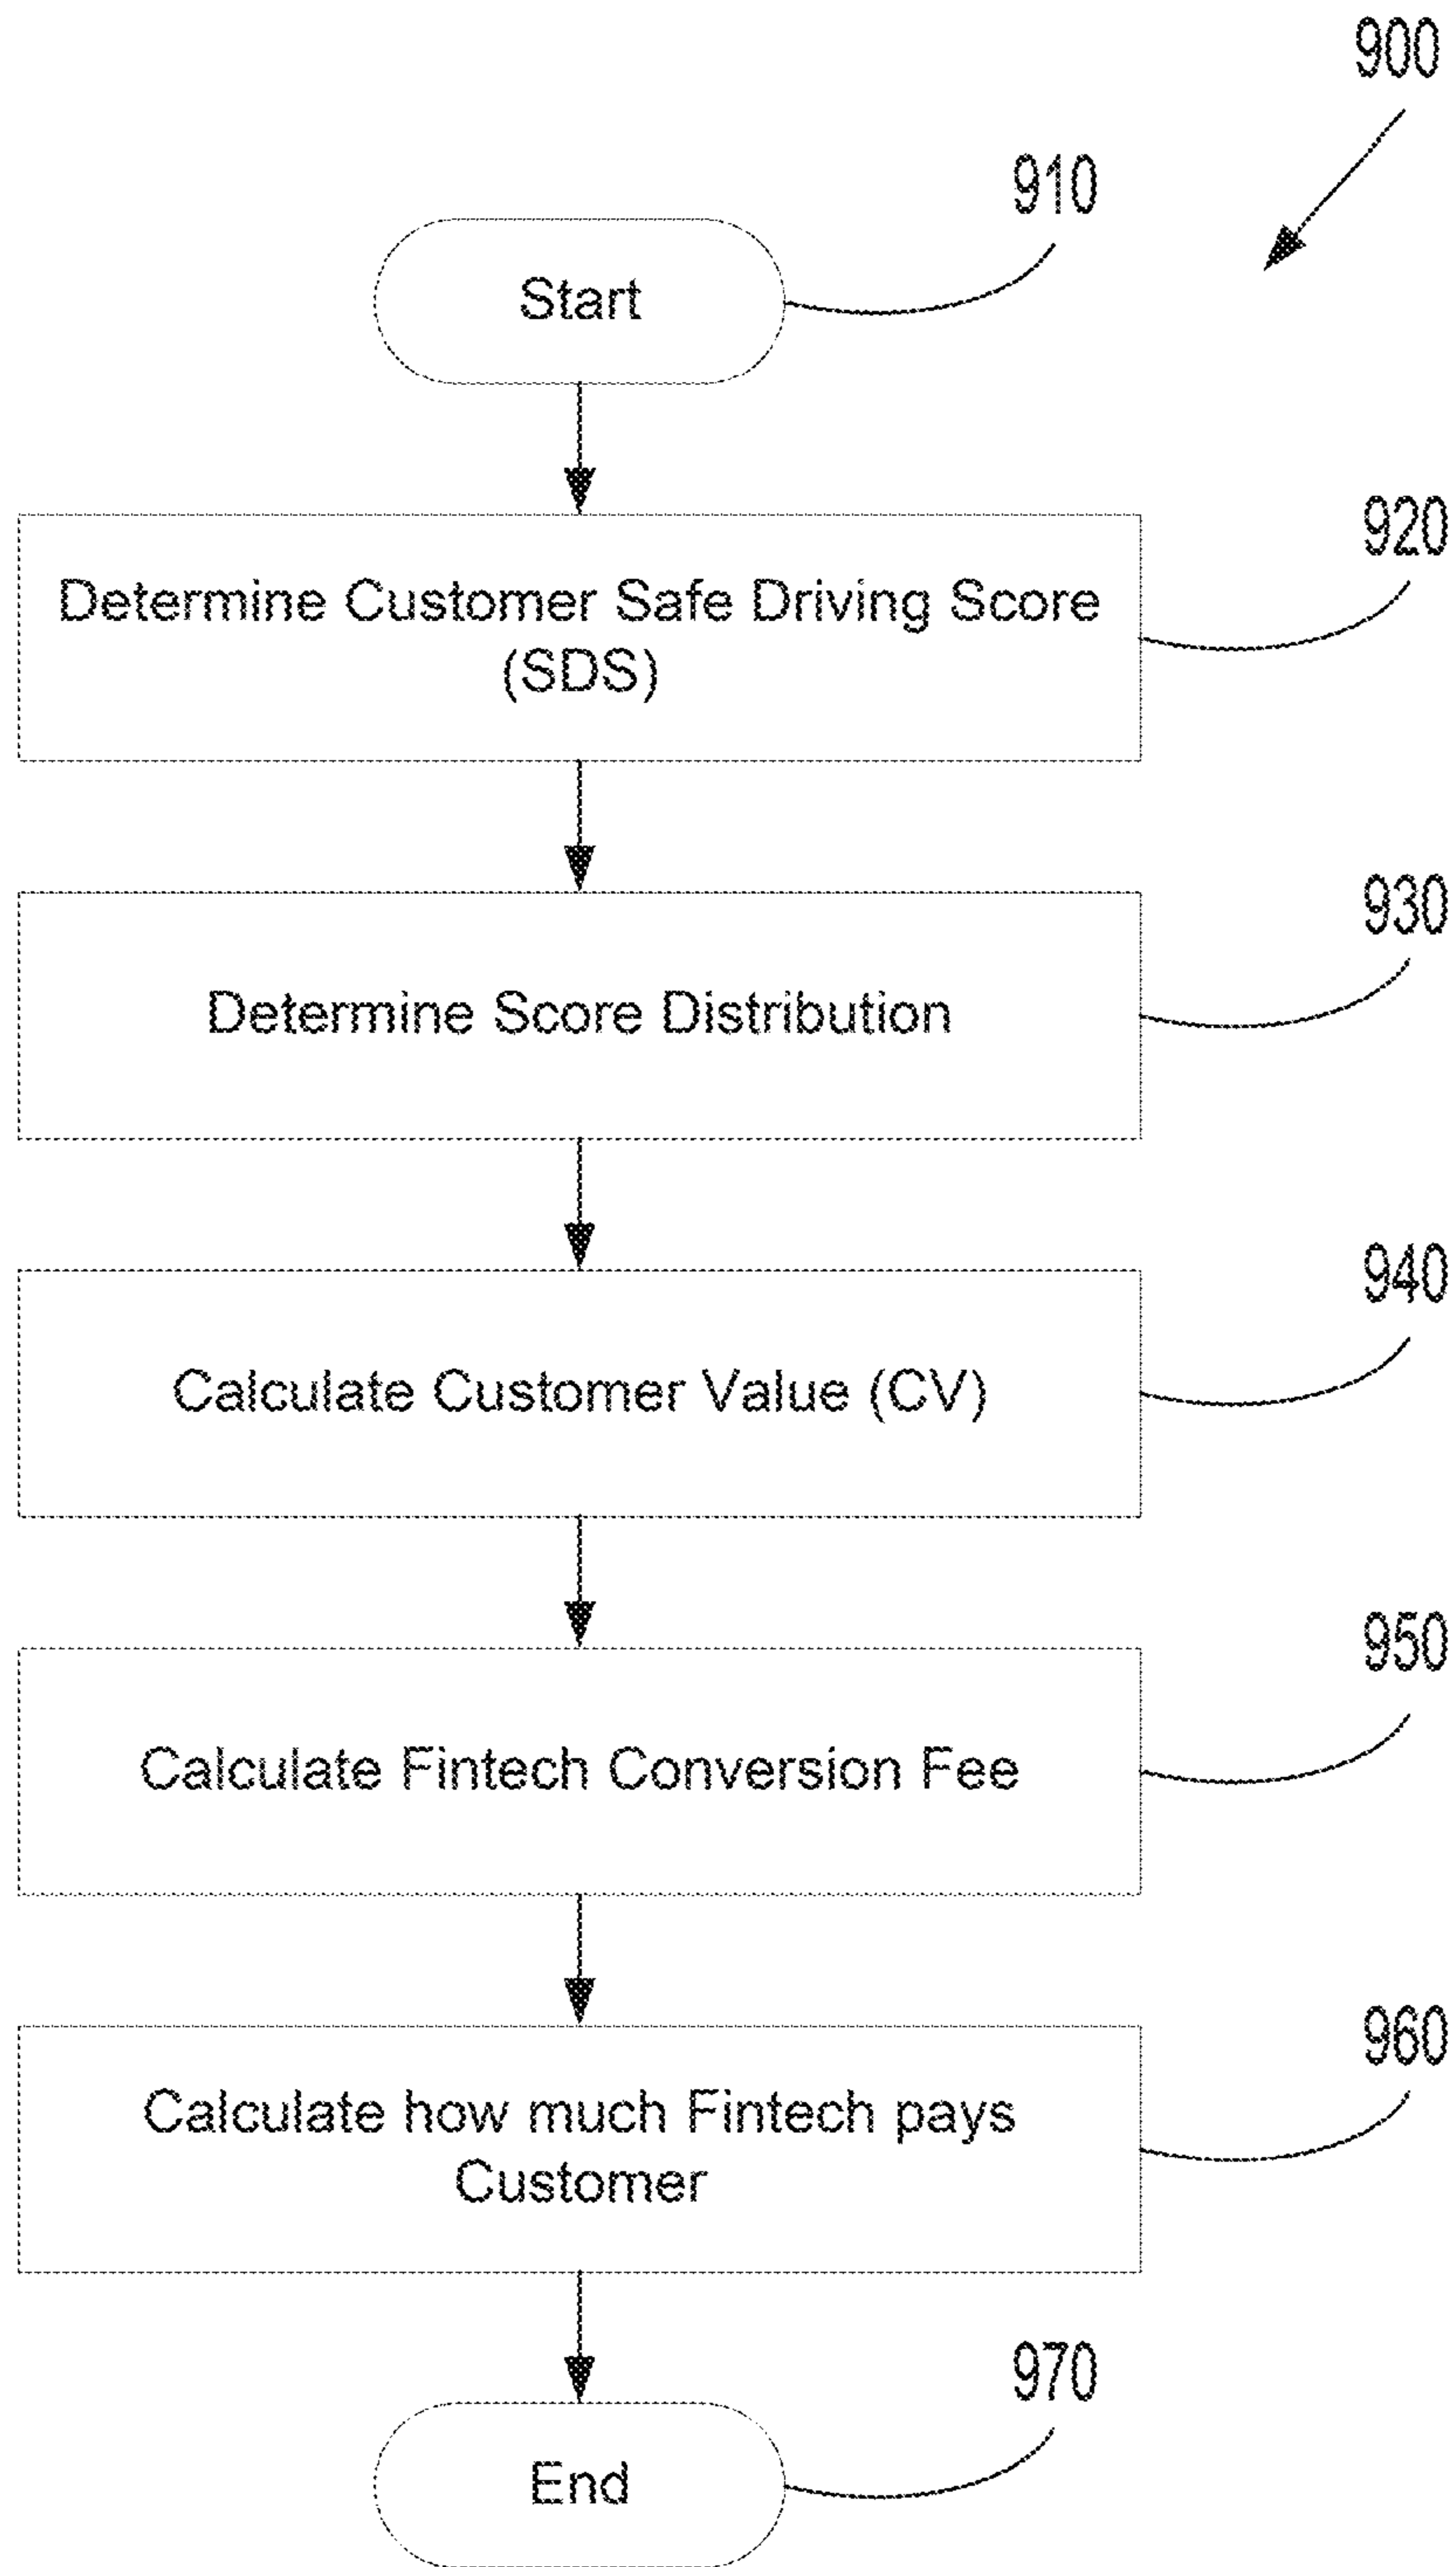 900
910
Start
920
Determine Customer Safe Driving Score
(SDS)
930
Determine Score Distribution
940
Calculate Customer Value (CV)
950
Calculate Fintech Conversion Fee
960
Calculate how much Fintech pays
Customer
970
End